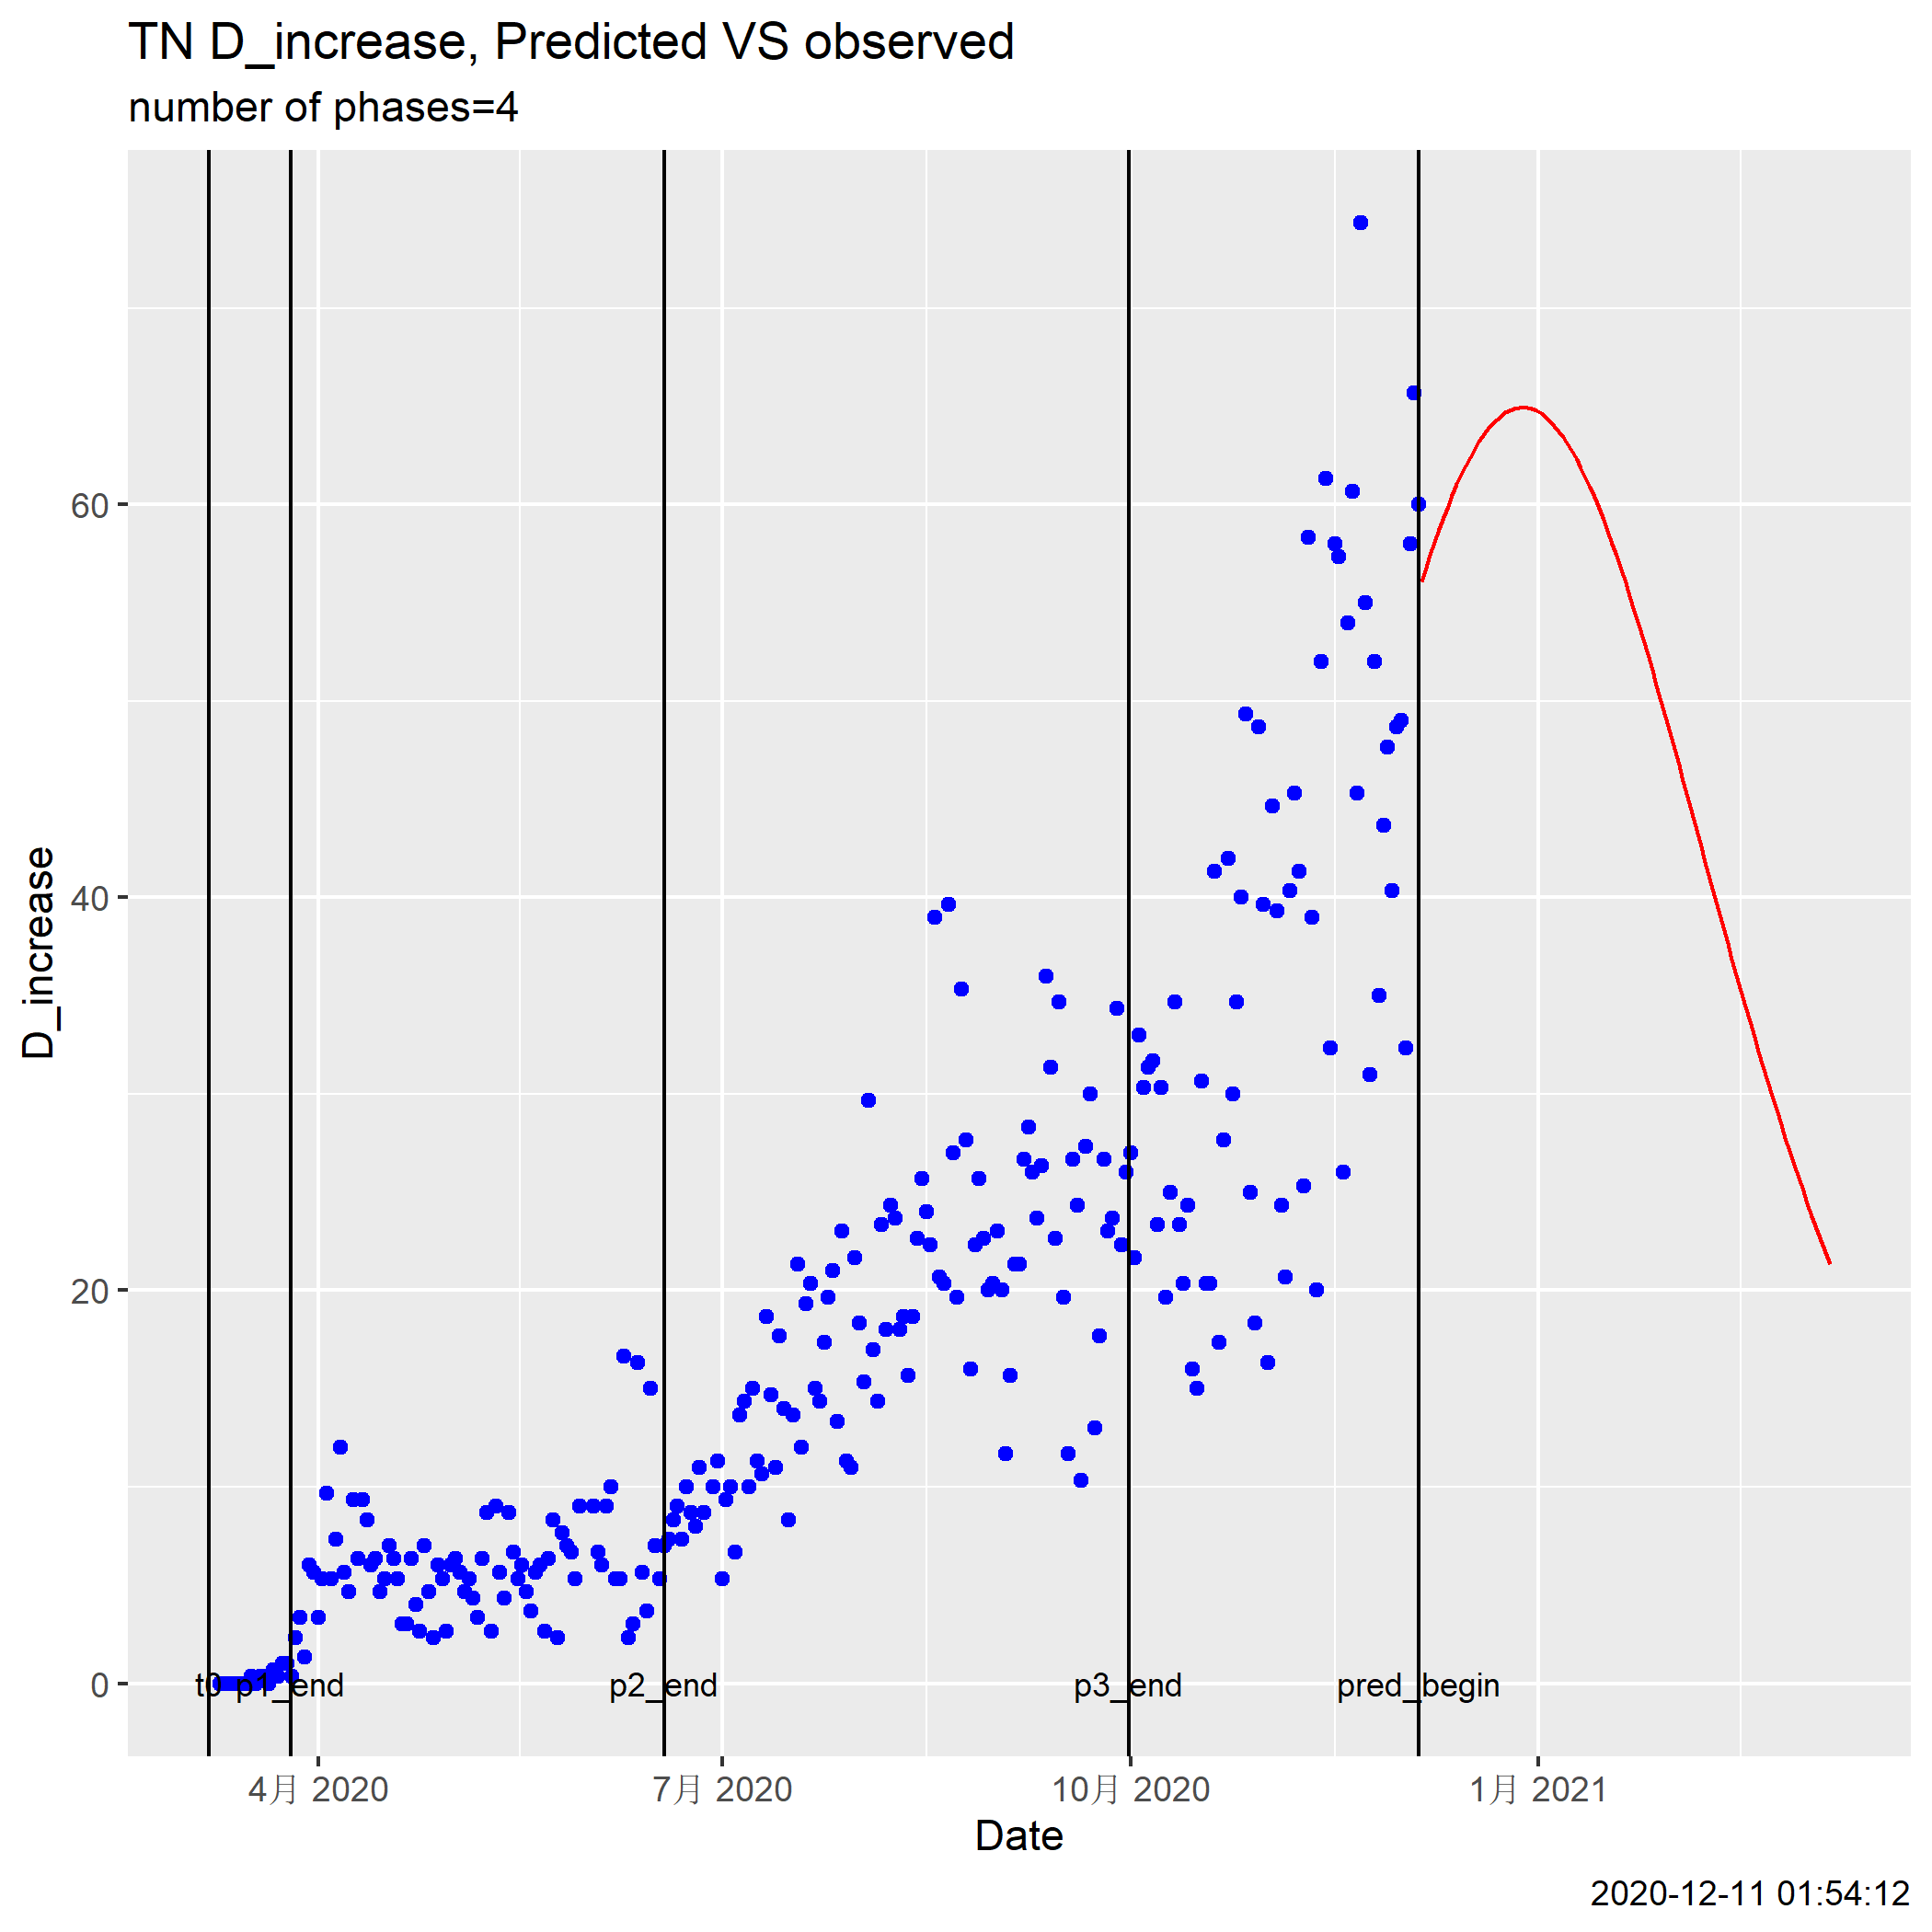 TN D_increase, Predicted VS observed
number of phases=4
D_increase
60
40
20
0
t0 p1_end p2_end p3_end pred_begin
4月 2020 7月 2020 10月 2020 1月 2021
Date
2020-12-11 01:54:12